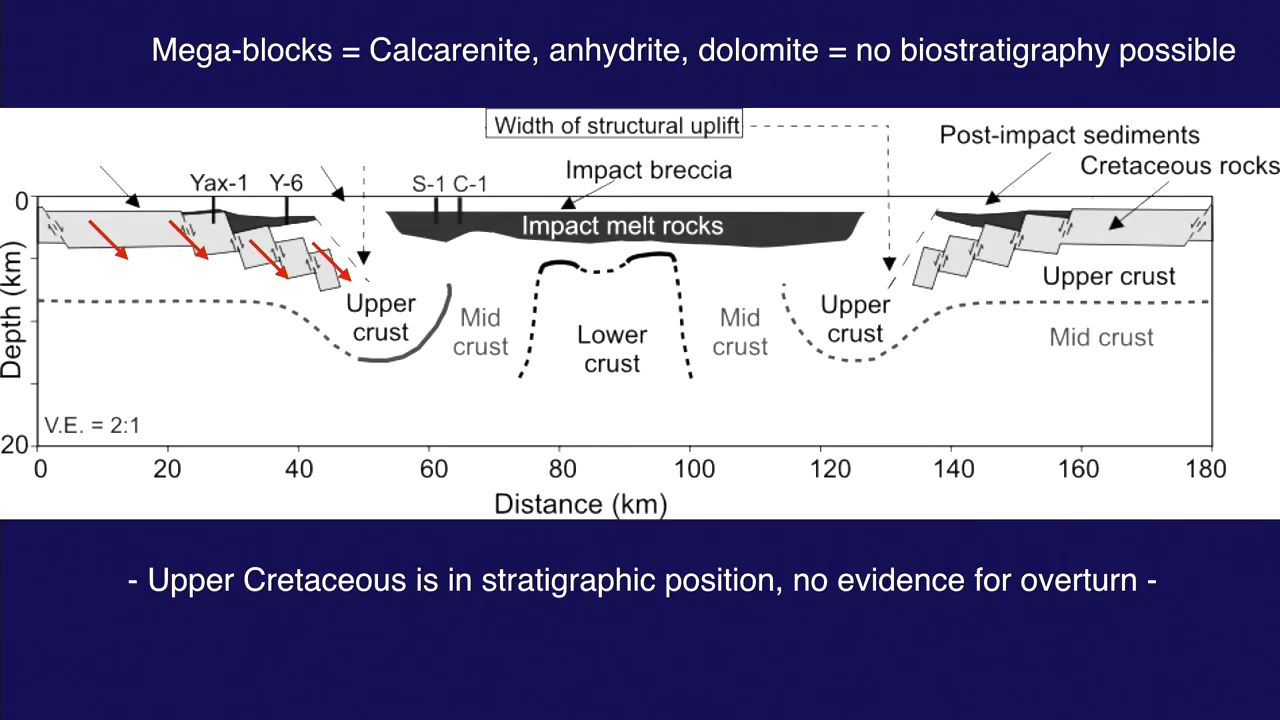 Mega-blocks = Calcarenite, anhydrite, dolomite = no biostratigraphy possible
Width of structural uplift
Post-impact sediments
Cretaceous rocks
Impact breccia
Yax-1
Y-6
S-1
C-1
0
Impact melt rocks
Upper crust
Upper
crust
Mid
crust
Lower
crust
Mid
crust
Upper
crust
Mid crust
Depth (km)
V.E. = 2:1
20
0
20
40
60
80
100
120
140
160
180
Distance (km)
- Upper Cretaceous is in stratigraphic position, no evidence for overturn -